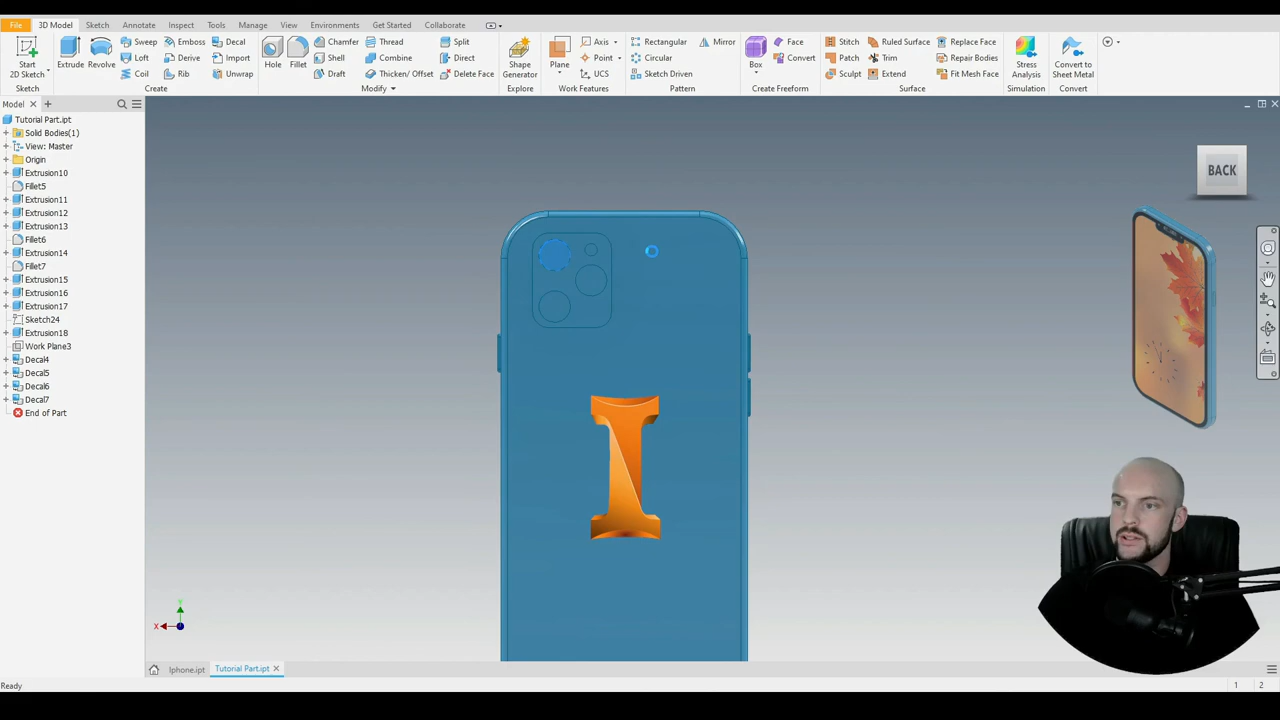 File 3D Model Sketch Annotate Inspect Tools Manage View Environments Get Started Collaborate
Start
2D Sketch
Sketch
Extrude
Revolve
Sweep
Loft
Coil
Emboss
Derive
Rib
Decal
Import
Unwrap
Create
Hole
Fillet
Chamfer
Shell
Draft
Thread
Combine
Thicken/ Offset
Split
Direct
Delete Face
Modify
Shape
Generator
Explore
Plane
Axis
Point
UCS
Work Features
Rectangular
Circular
Sketch Driven
Mirror
Pattern
Box
Face
Convert
Create Freeform
Stitch
Patch
Sculpt
Ruled Surface
Trim
Extend
Replace Face
Repair Bodies
Fit Mesh Face
Surface
Stress
Analysis
Simulation
Convert to
Sheet Metal
Convert
Model
Tutorial Part.ipt
Solid Bodies(1)
View: Master
Origin
Extrusion10
Fillet5
Extrusion11
Extrusion12
Extrusion13
Fillet6
Extrusion14
Fillet7
Extrusion15
Extrusion16
Extrusion17
Sketch24
Extrusion18
Work Plane3
Decal4
Decal5
Decal6
Decal7
End of Part
BACK
I
Y
X
Iphone.ipt Tutorial Part.ipt
Ready 1 2